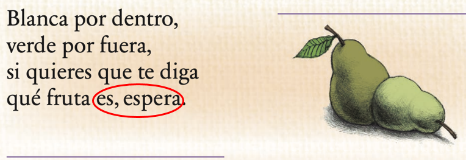 Blanca por dentro,
verde por fuera,
si quieres que te diga
qué fruta es, espera.